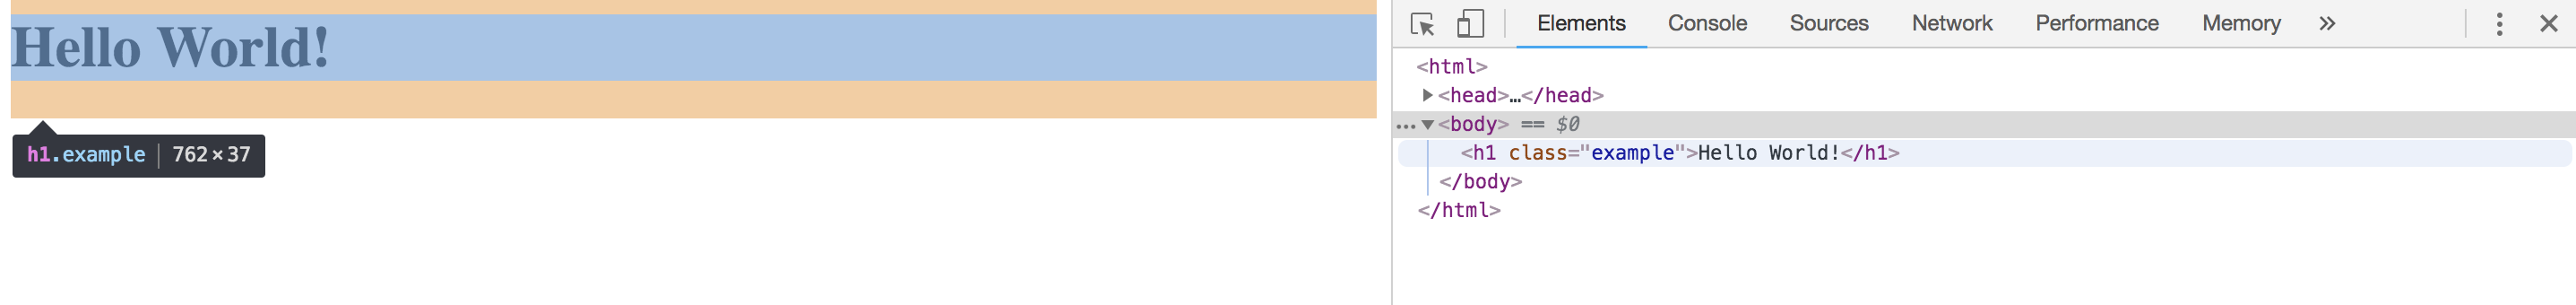 Hello World!
h1.example | 762×37
Elements Console Sources Network Performance Memory »
<html>
▶<head>…</head>
…▼<body> == $0
<h1 class="example">Hello World!</h1>
</body>
</html>